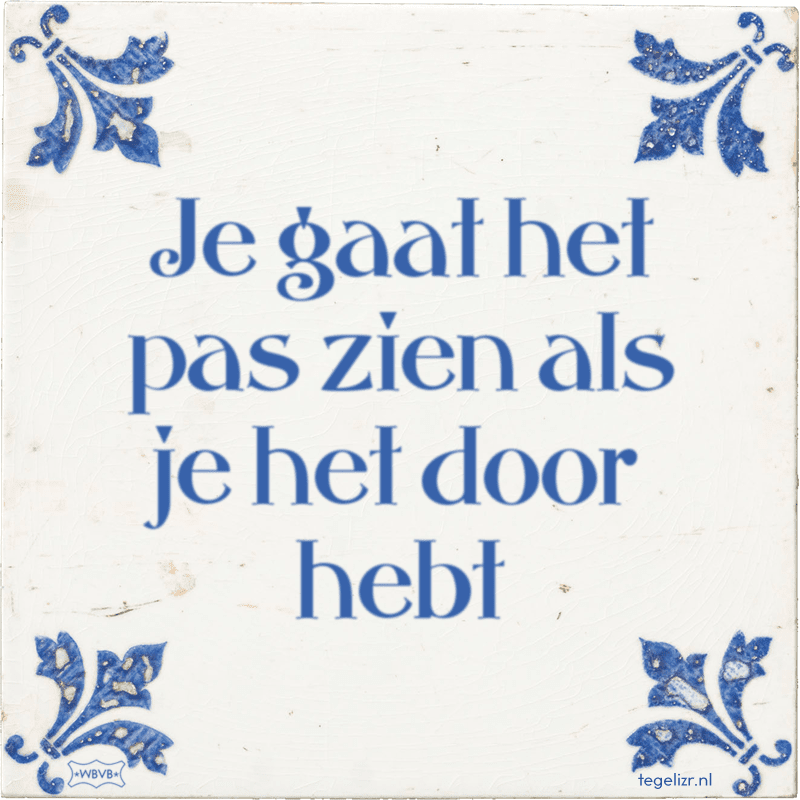 Je gaat het
pas zien als
je het door
hebt
*WBVB*
tegelizr.nl